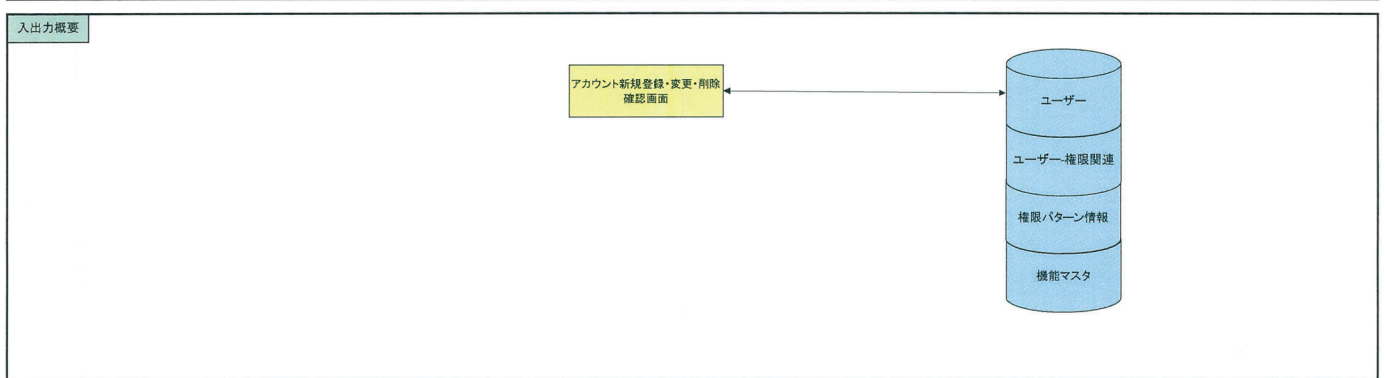 入出力概要
アカウント新規登録・変更・削除
確認画面
ユーザー
ユーザー-権限関連
権限パターン情報
機能マスタ